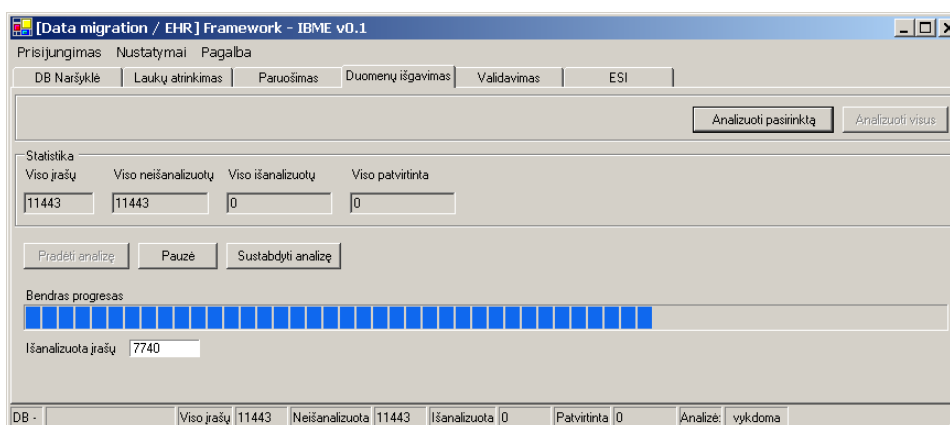 [Data migration / EHR] Framework - IBME v0.1
Prisijungimas Nustatymai Pagalba
DB Naršyklė Laukų atrinkimas Paruošimas Duomenų išgavimas Validavimas ESI
Analizuoti pasirinktą Analizuoti visus
Statistika
Viso įrašų Viso neišanalizuotų Viso išanalizuotų Viso patvirtinta
11443 11443 0 0
Pradėti analizę Pauzė Sustabdyti analizę
Bendras progresas
Išanalizuota įrašų 7740
DB - Viso įrašų 11443 Neišanalizuota 11443 Išanalizuota 0 Patvirtinta 0 Analizė: vykdoma